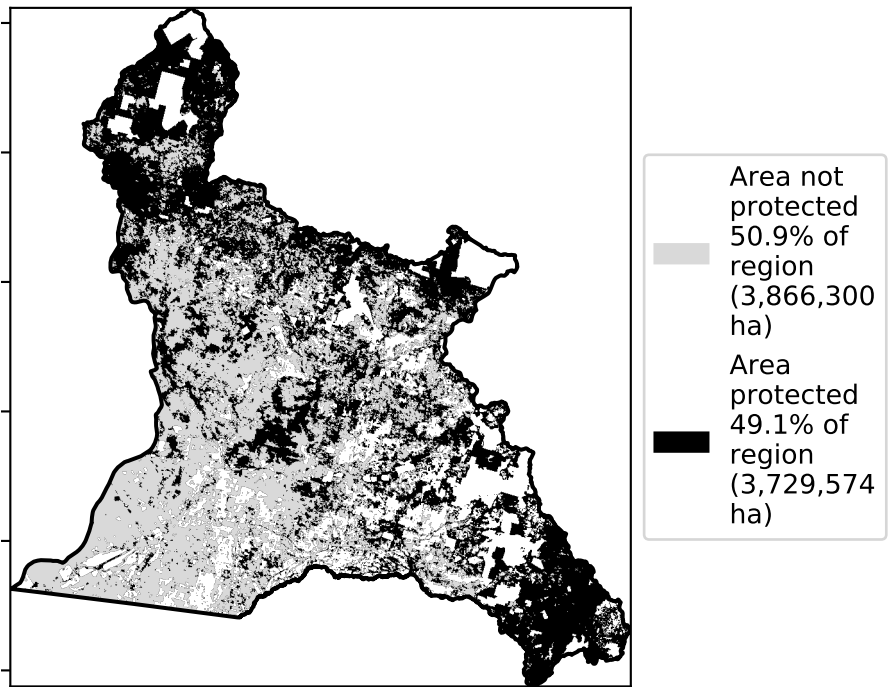 Area not
protected
50.9% of
region
(3,866,300
ha)
Area
protected
49.1% of
region
(3,729,574
ha)